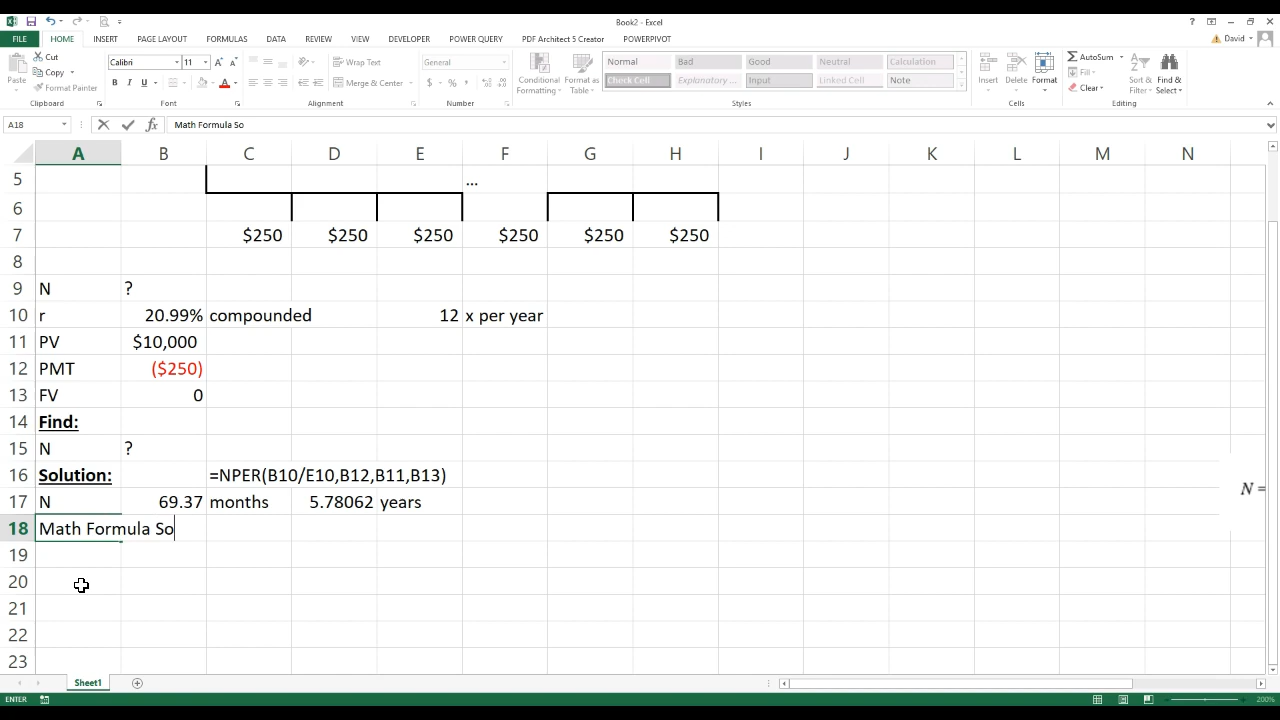 Book2 - Excel
FILE HOME INSERT PAGE LAYOUT FORMULAS DATA REVIEW VIEW DEVELOPER POWER QUERY PDF Architect 5 Creator POWERPIVOT David
Paste Cut Copy Format Painter Clipboard
Calibri 11 B I U Font
Wrap Text Merge & Center Alignment
General $ % , Number
Conditional Formatting Format as Table
Normal Bad Good Neutral Calculation
Check Cell Explanatory ... Input Linked Cell Note
Styles
Insert Delete Format Cells
AutoSum Fill Clear Sort & Filter Find & Select Editing
A18 fx Math Formula So
A B C D E F G H I J K L M N
5 ...
6
7 $250 $250 $250 $250 $250 $250
8
9 N ?
10 r 20.99% compounded 12 x per year
11 PV $10,000
12 PMT ($250)
13 FV 0
14 Find:
15 N ?
16 Solution: =NPER(B10/E10,B12,B11,B13)
N =
17 N 69.37 months 5.78062 years
18 Math Formula So
19
20
21
22
23
Sheet1
ENTER 200%